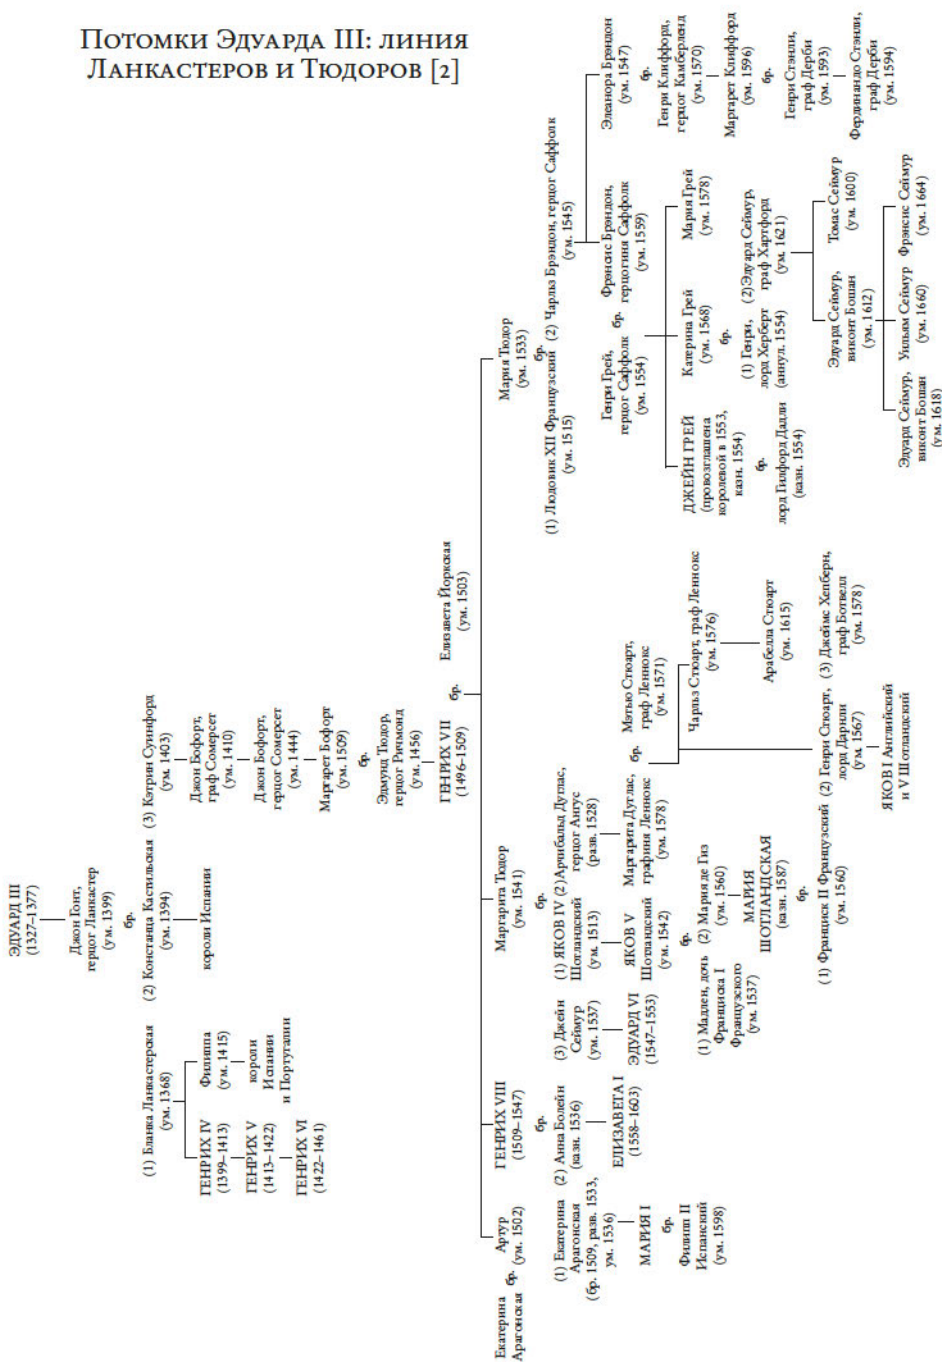 Потомки Эдуарда III: линия
Ланкастеров и Тюдоров [2]
ЭДУАРД III
(1327–1377)
Джон Гонт,
герцог Ланкастер
(ум. 1399)
бр.
(1) Бланка Ланкастерская
(ум. 1368)
(2) Констанца Кастильская
(ум. 1394)
(3) Кэтрин Суинфорд
(ум. 1403)
ГЕНРИХ IV
(1399–1413)
ГЕНРИХ V
(1413–1422)
ГЕНРИХ VI
(1422–1461)
Филиппа
(ум. 1415)
короли
Испании
и Португалии
короли Испании
Джон Бофорт,
граф Сомерсет
(ум. 1410)
Джон Бофорт,
герцог Сомерсет
(ум. 1444)
Маргарет Бофорт
(ум. 1509)
бр.
Эдмунд Тюдор,
герцог Ричмонд
(ум. 1456)
ГЕНРИХ VII
(1496–1509)
бр.
Елизавета Йоркская
(ум. 1503)
Екатерина
Арагонская
бр.
Артур
(ум. 1502)
ГЕНРИХ VIII
(1509–1547)
бр.
(1) Екатерина
Арагонская
(бр. 1509, разв. 1533,
ум. 1536)
МАРИЯ I
бр.
Филипп II
Испанский
(ум. 1598)
(2) Анна Болейн
(казн. 1536)
ЕЛИЗАВЕТА I
(1558–1603)
(3) Джейн
Сеймур
(ум. 1537)
ЭДУАРД VI
(1547–1553)
Маргарита Тюдор
(ум. 1541)
бр.
(1) ЯКОВ IV
Шотландский
(ум. 1513)
ЯКОВ V
Шотландский
(ум. 1542)
бр.
(1) Мадлен, дочь
Франциска I
Французского
(ум. 1537)
(2) Мария де Гиз
(ум. 1560)
МАРИЯ
ШОТЛАНДСКАЯ
(казн. 1587)
бр.
(1) Франциск II Французский
(ум. 1560)
(2) Генри Стюарт,
лорд Дарнли
(ум. 1567)
(3) Джеймс Хепберн,
граф Ботвелл
(ум. 1578)
ЯКОВ I Английский
и V Шотландский
(2) Арчибальд Дуглас,
герцог Ангус
(разв. 1528)
Маргарита Дуглас,
графиня Леннокс
(ум. 1578)
бр.
Мэтью Стюарт,
граф Леннокс
(ум. 1571)
Чарльз Стюарт, граф Леннокс
(ум. 1576)
Арабелла Стюарт
(ум. 1615)
Мария Тюдор
(ум. 1533)
бр.
(1) Людовик XII Французский
(ум. 1515)
(2) Чарльз Брэндон, герцог Саффолк
(ум. 1545)
Генри Грей,
герцог Саффолк
(ум. 1554)
бр.
Фрэнсис Брэндон,
герцогиня Саффолк
(ум. 1559)
Элеанора Брэндон
(ум. 1547)
бр.
Генри Клиффорд,
герцог Камберленд
(ум. 1570)
Маргарет Клиффорд
(ум. 1596)
бр.
Генри Стэнли,
граф Дерби
(ум. 1593)
Фердинандо Стэнли,
граф Дерби
(ум. 1594)
ДЖЕЙН ГРЕЙ
(провозглашена
королевой в 1553,
казн. 1554)
бр.
лорд Гилфорд Дадли
(казн. 1554)
Катерина Грей
(ум. 1568)
бр.
Мария Грей
(ум. 1578)
(1) Генри,
лорд Херберт
(аннул. 1554)
(2) Эдуард Сеймур,
граф Хартфорд
(ум. 1621)
Эдуард Сеймур,
виконт Бошан
(ум. 1612)
Томас Сеймур
(ум. 1600)
Эдуард Сеймур,
виконт Бошан
(ум. 1618)
Уильям Сеймур
(ум. 1660)
Фрэнсис Сеймур
(ум. 1664)